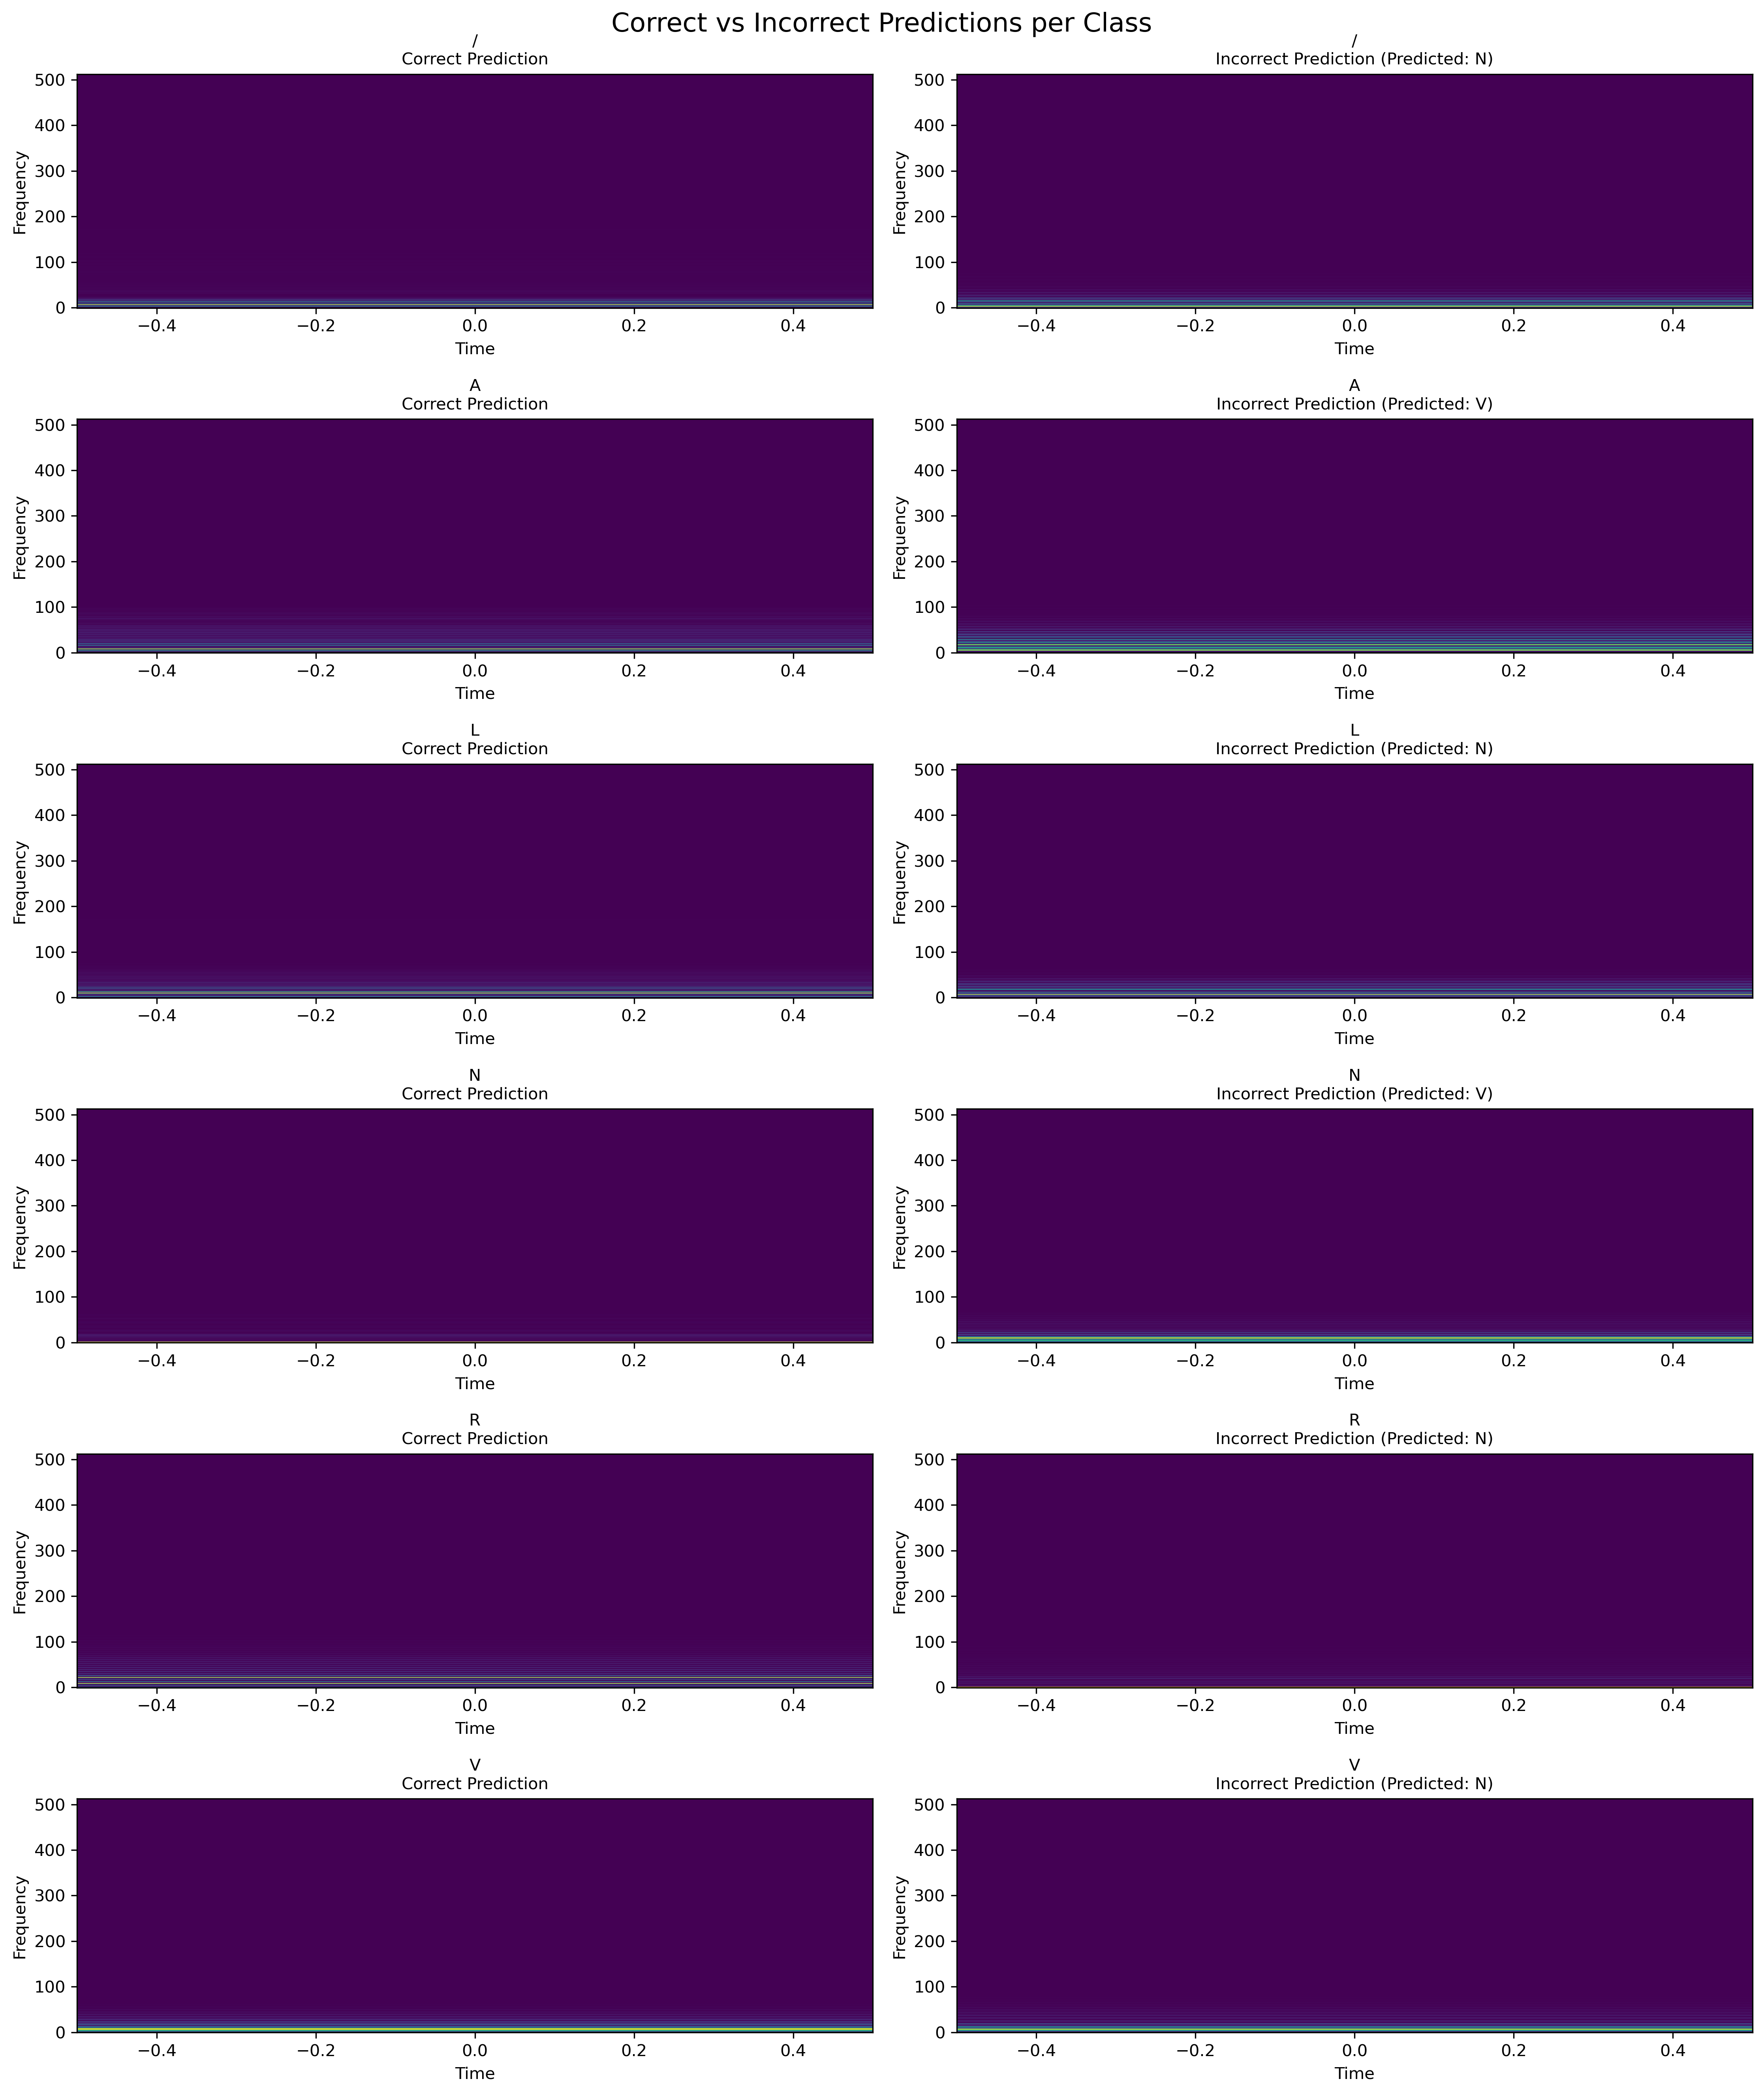 Correct vs Incorrect Predictions per Class
/
Correct Prediction
500
400
300
200
100
0
Frequency
−0.4 −0.2 0.0 0.2 0.4
Time
/
Incorrect Prediction (Predicted: N)
500
400
300
200
100
0
Frequency
−0.4 −0.2 0.0 0.2 0.4
Time
A
Correct Prediction
500
400
300
200
100
0
Frequency
−0.4 −0.2 0.0 0.2 0.4
Time
A
Incorrect Prediction (Predicted: V)
500
400
300
200
100
0
Frequency
−0.4 −0.2 0.0 0.2 0.4
Time
L
Correct Prediction
500
400
300
200
100
0
Frequency
−0.4 −0.2 0.0 0.2 0.4
Time
L
Incorrect Prediction (Predicted: N)
500
400
300
200
100
0
Frequency
−0.4 −0.2 0.0 0.2 0.4
Time
N
Correct Prediction
500
400
300
200
100
0
Frequency
−0.4 −0.2 0.0 0.2 0.4
Time
N
Incorrect Prediction (Predicted: V)
500
400
300
200
100
0
Frequency
−0.4 −0.2 0.0 0.2 0.4
Time
R
Correct Prediction
500
400
300
200
100
0
Frequency
−0.4 −0.2 0.0 0.2 0.4
Time
R
Incorrect Prediction (Predicted: N)
500
400
300
200
100
0
Frequency
−0.4 −0.2 0.0 0.2 0.4
Time
V
Correct Prediction
500
400
300
200
100
0
Frequency
−0.4 −0.2 0.0 0.2 0.4
Time
V
Incorrect Prediction (Predicted: N)
500
400
300
200
100
0
Frequency
−0.4 −0.2 0.0 0.2 0.4
Time